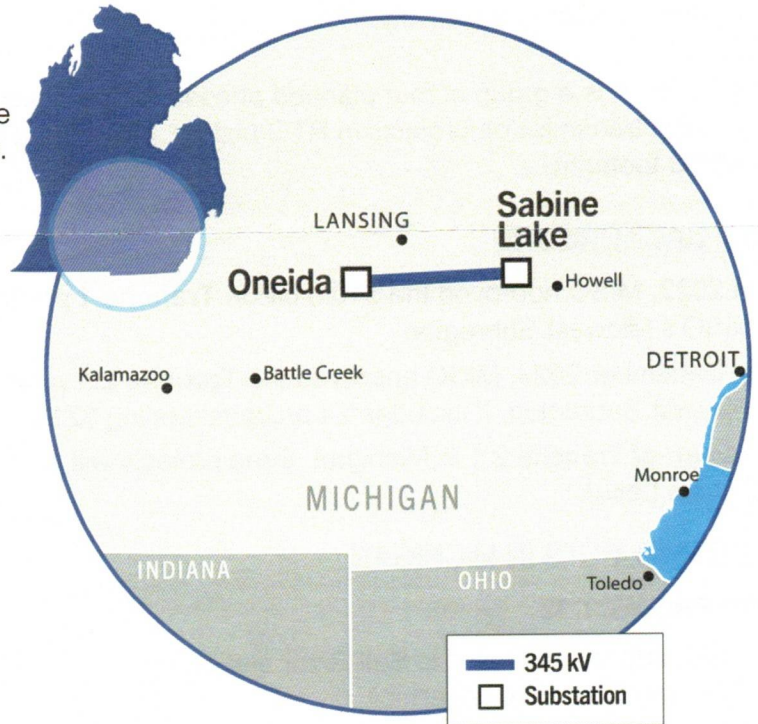 e
.
LANSING
Sabine
Lake
Oneida
Howell
Kalamazoo
Battle Creek
DETROIT
Monroe
MICHIGAN
INDIANA
OHIO
Toledo
345 kV
Substation